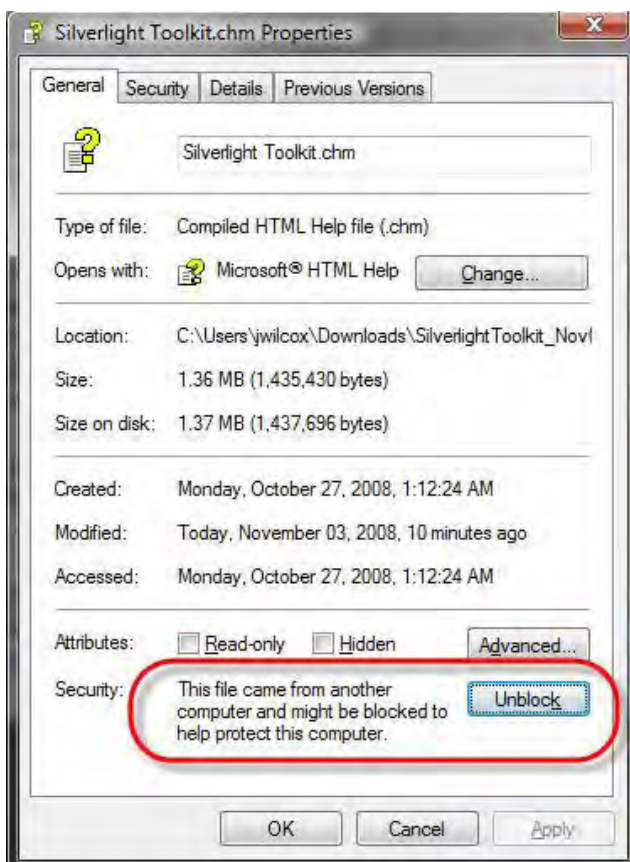 Silverlight Toolkit.chm Properties
General Security Details Previous Versions
Silverlight Toolkit.chm
Type of file: Compiled HTML Help file (.chm)
Opens with: Microsoft® HTML Help Change...
Location: C:\Users\jwilcox\Downloads\SilverlightToolkit_Nov(
Size: 1.36 MB (1,435,430 bytes)
Size on disk: 1.37 MB (1,437,696 bytes)
Created: Monday, October 27, 2008, 1:12:24 AM
Modified: Today, November 03, 2008, 10 minutes ago
Accessed: Monday, October 27, 2008, 1:12:24 AM
Attributes: Read-only Hidden Advanced...
Security: This file came from another
computer and might be blocked to
help protect this computer.
Unblock
OK Cancel Apply